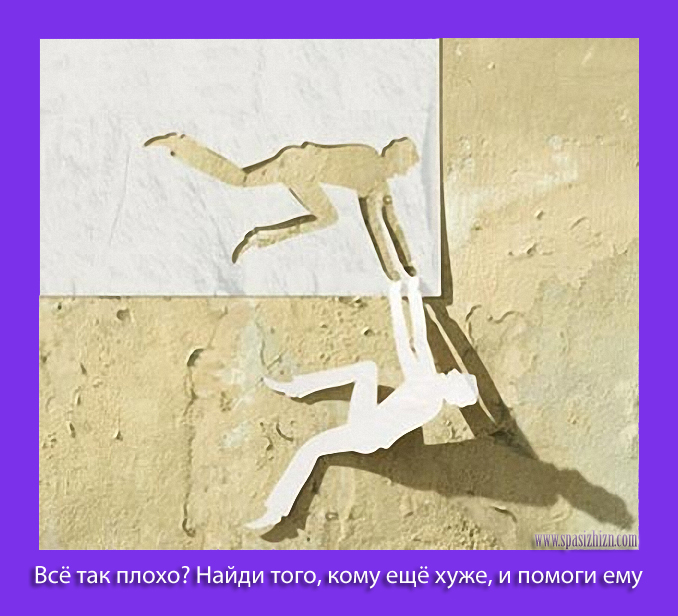 www.spasizhizn.com
Всё так плохо? Найди того, кому ещё хуже, и помоги ему